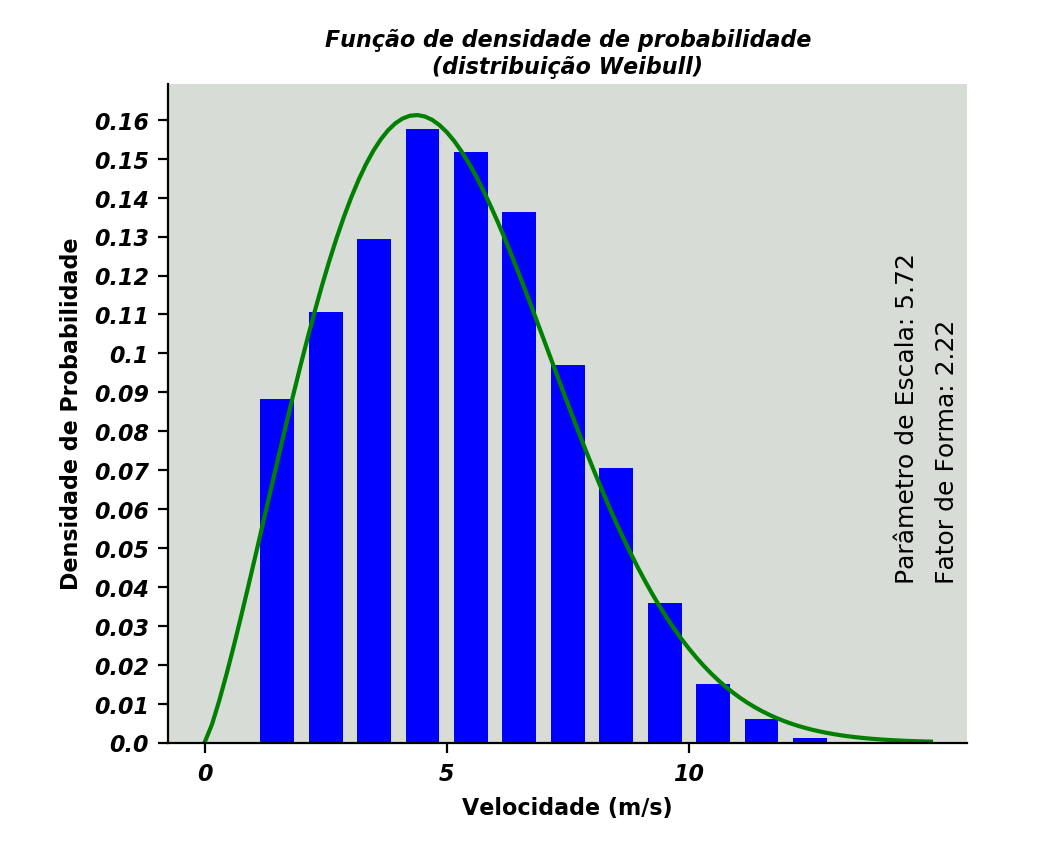 Função de densidade de probabilidade
(distribuição Weibull)
Densidade de Probabilidade
0.16
0.15
0.14
0.13
0.12
0.11
0.1
0.09
0.08
0.07
0.06
0.05
0.04
0.03
0.02
0.01
0.0
0 5 10
Velocidade (m/s)
Parâmetro de Escala: 5.72
Fator de Forma: 2.22